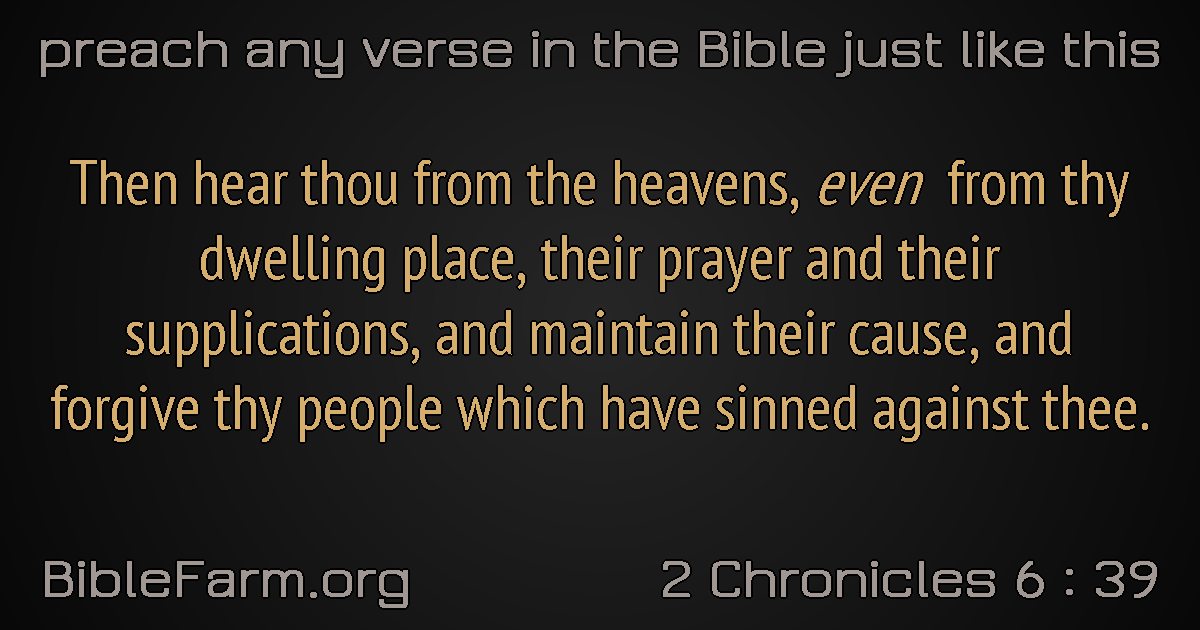 preach any verse in the Bible just like this
Then hear thou from the heavens, even from thy
dwelling place, their prayer and their
supplications, and maintain their cause, and
forgive thy people which have sinned against thee.
BibleFarm.org
2 Chronicles 6 : 39